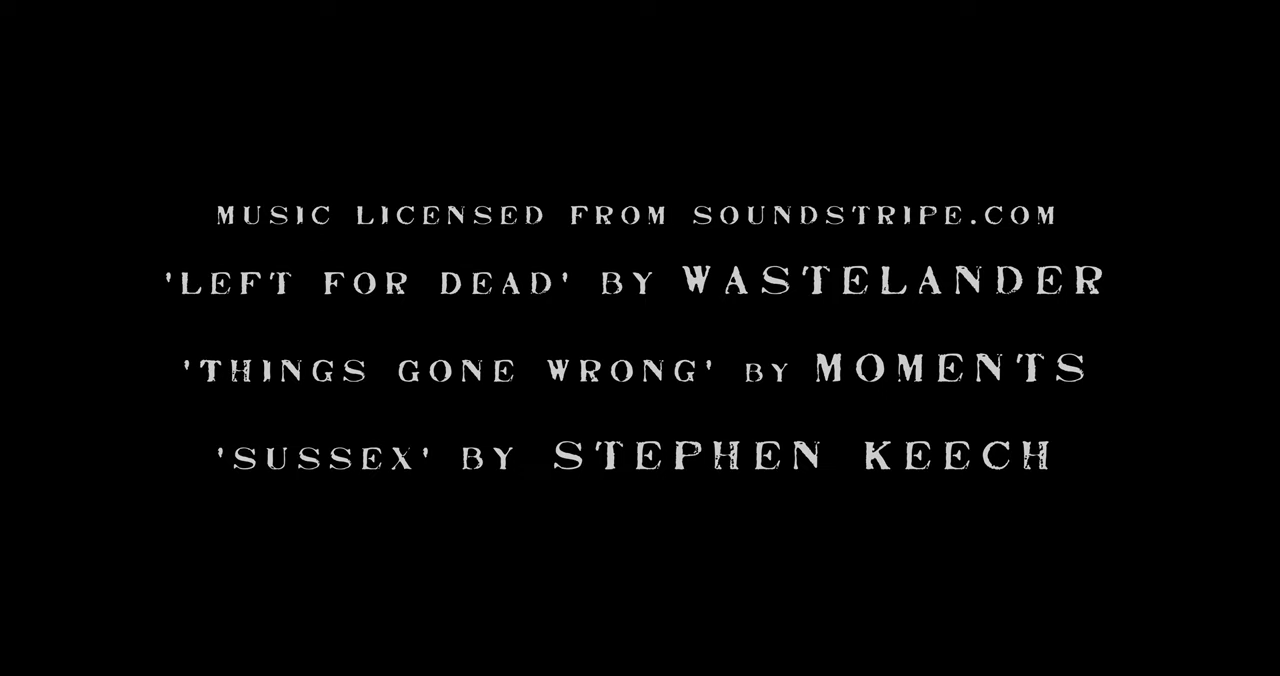 MUSIC LICENSED FROM SOUNDSTRIPE.COM
'LEFT FOR DEAD' BY WASTELANDER
'THINGS GONE WRONG' BY MOMENTS
'SUSSEX' BY STEPHEN KEECH